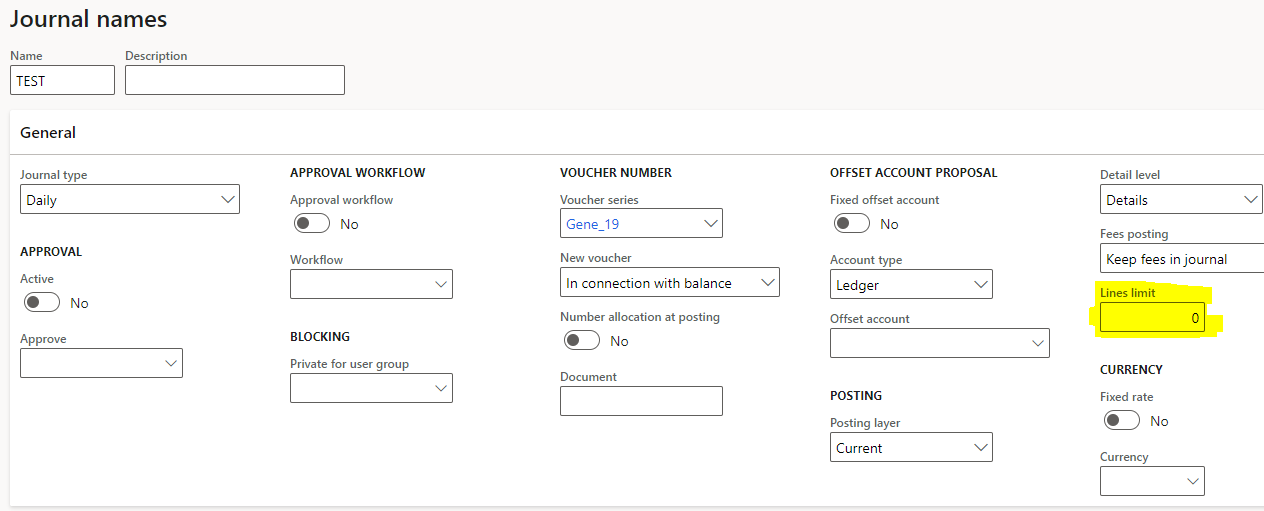 Journal names
Name
Description
TEST
General
Journal type
Daily
APPROVAL
Active
No
Approve
APPROVAL WORKFLOW
Approval workflow
No
Workflow
BLOCKING
Private for user group
VOUCHER NUMBER
Voucher series
Gene_19
New voucher
In connection with balance
Number allocation at posting
No
Document
OFFSET ACCOUNT PROPOSAL
Fixed offset account
No
Account type
Ledger
Offset account
POSTING
Posting layer
Current
Detail level
Details
Fees posting
Keep fees in journal
Lines limit
0
CURRENCY
Fixed rate
No
Currency